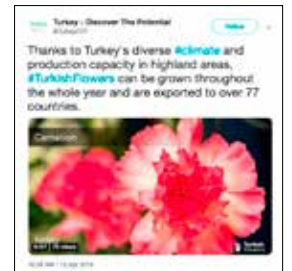 Turkey - Discover The Potential
Follow
Thanks to Turkey's diverse #climate and
production capacity in highland areas,
#TurkishFlowers can be grown throughout
the whole year and are exported to over 77
countries.
Carnation